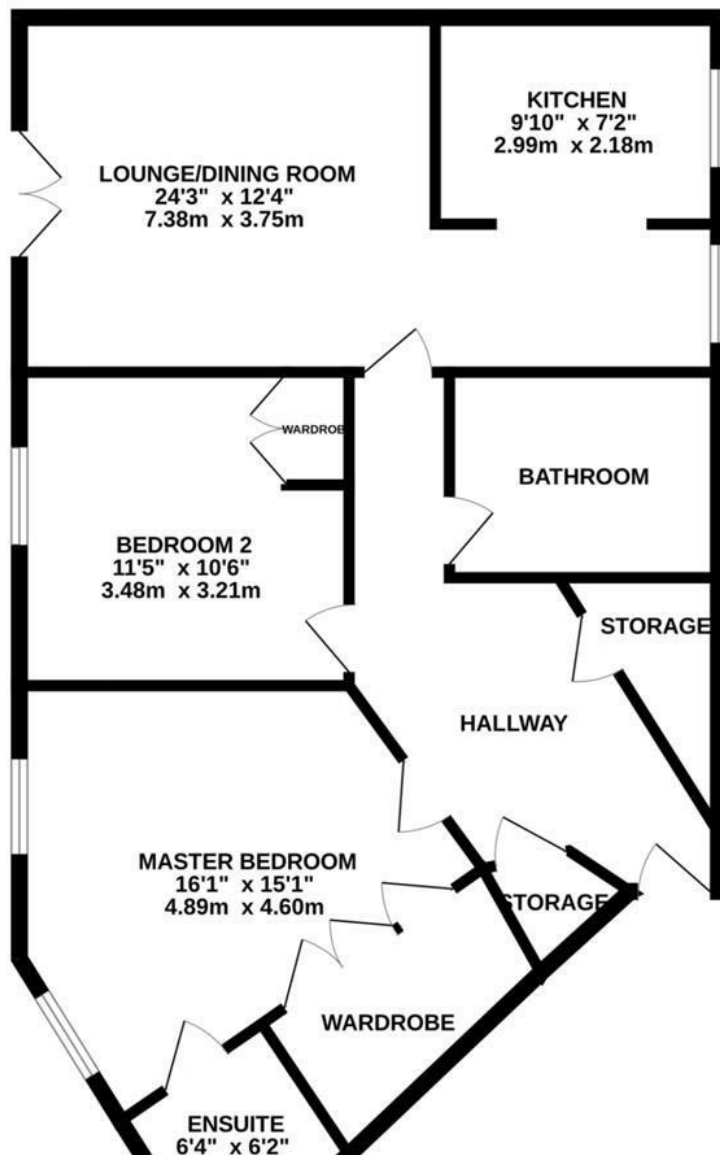 KITCHEN
9'10" x 7'2"
2.99m x 2.18m
LOUNGE/DINING ROOM
24'3" x 12'4"
7.38m x 3.75m
WARDROB
BATHROOM
BEDROOM 2
11'5" x 10'6"
3.48m x 3.21m
STORAGE
HALLWAY
MASTER BEDROOM
16'1" x 15'1"
4.89m x 4.60m
STORAGE
WARDROBE
ENSUITE
6'4" x 6'2"